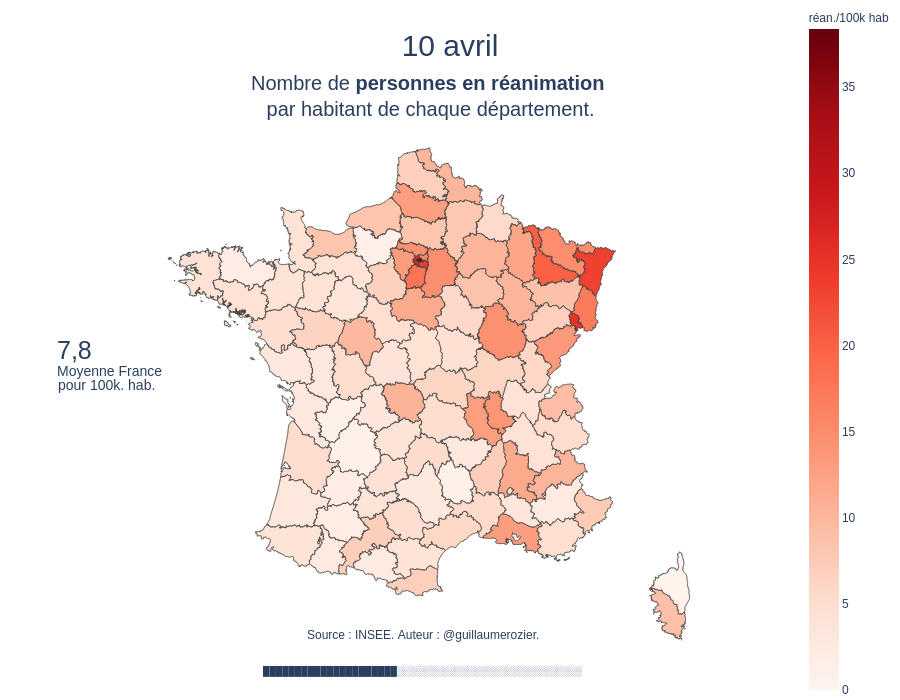 réan./100k hab
10 avril
Nombre de personnes en réanimation
par habitant de chaque département.
35
30
25
20
15
10
5
0
7,8
Moyenne France
pour 100k. hab.
Source : INSEE. Auteur : @guillaumerozier.